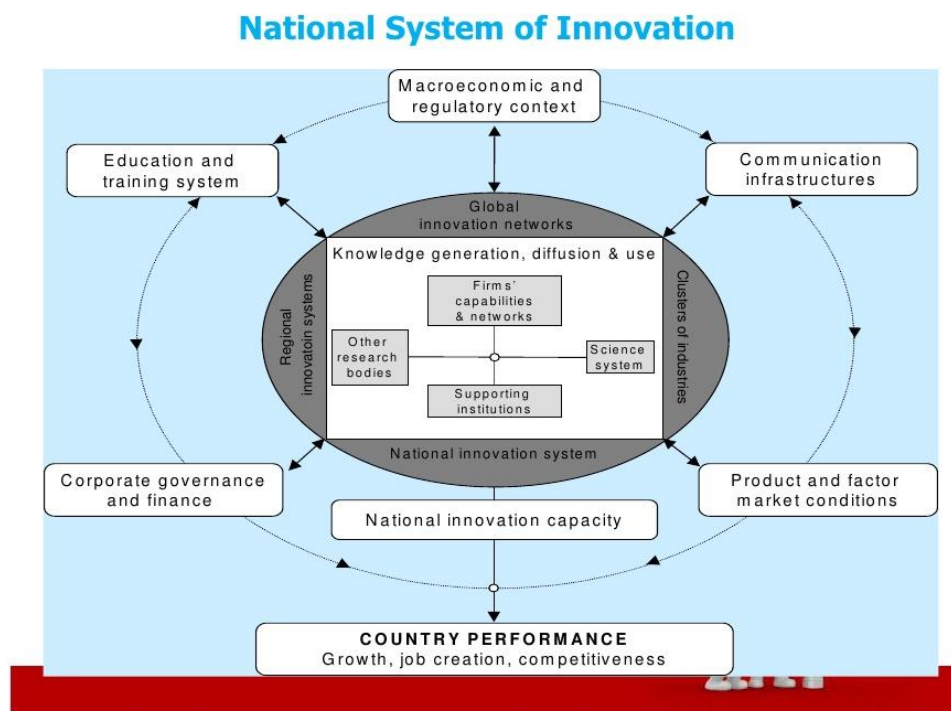 National System of Innovation
Macroeconomic and
regulatory context
Education and
training system
Communication
infrastructures
Global
innovation networks
Knowledge generation, diffusion & use
Firms'
capabilities
& networks
Regional
innovatoin systems
Other
research
bodies
Science
system
Clusters of industries
Supporting
institutions
National innovation system
Corporate governance
and finance
Product and factor
market conditions
National innovation capacity
COUNTRY PERFORMANCE
Growth, job creation, competitiveness